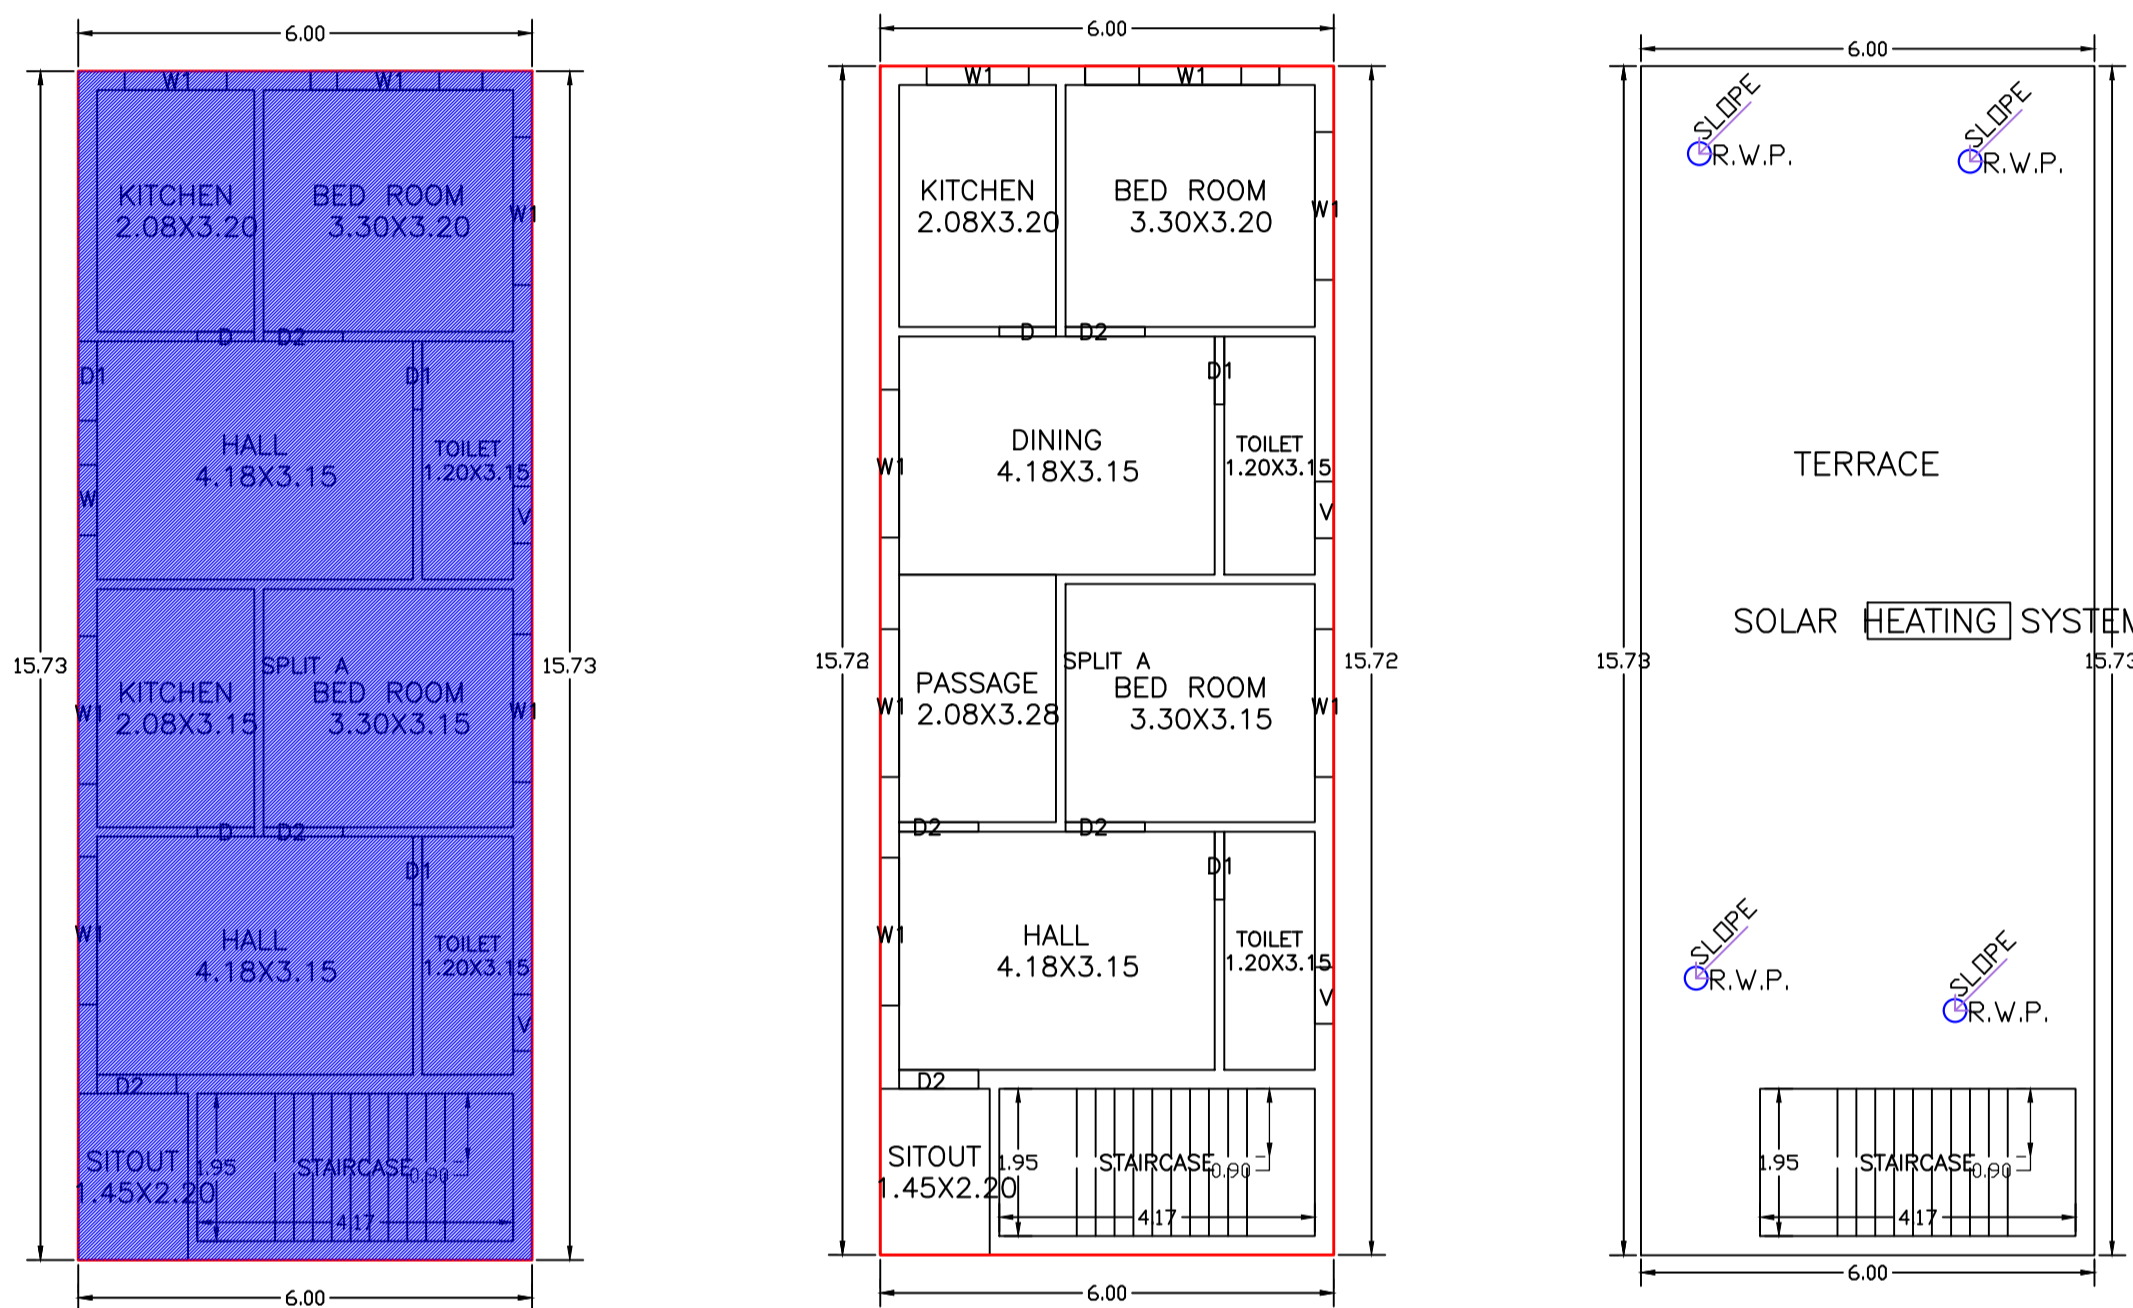 6.00
W1 W1
KITCHEN
2.08X3.20
BED ROOM
3.30X3.20
W1
D D2
D1 D1
HALL
4.18X3.15
TOILET
1.20X3.15
W
V
15.73
15.73
SPLIT A
KITCHEN
2.08X3.15
BED ROOM
3.30X3.15
W1
W1
D D2
D1
W1
HALL
4.18X3.15
TOILET
1.20X3.15
V
D2
SITOUT
1.45X2.20
1.95
STAIRCASE
0.90
4.17
6.00
6.00
W1 W1
KITCHEN
2.08X3.20
BED ROOM
3.30X3.20
W1
D D2
D1
DINING
4.18X3.15
TOILET
1.20X3.15
W1
V
15.72
15.72
SPLIT A
PASSAGE
2.08X3.28
BED ROOM
3.30X3.15
W1
W1
D2 D2
D1
W1
HALL
4.18X3.15
TOILET
1.20X3.15
V
D2
SITOUT
1.45X2.20
1.95
STAIRCASE
0.90
4.17
6.00
6.00
SLOPE
R.W.P.
SLOPE
R.W.P.
TERRACE
SOLAR HEATING SYSTEM
15.73
15.73
SLOPE
R.W.P.
SLOPE
R.W.P.
1.95
STAIRCASE
0.90
6.00